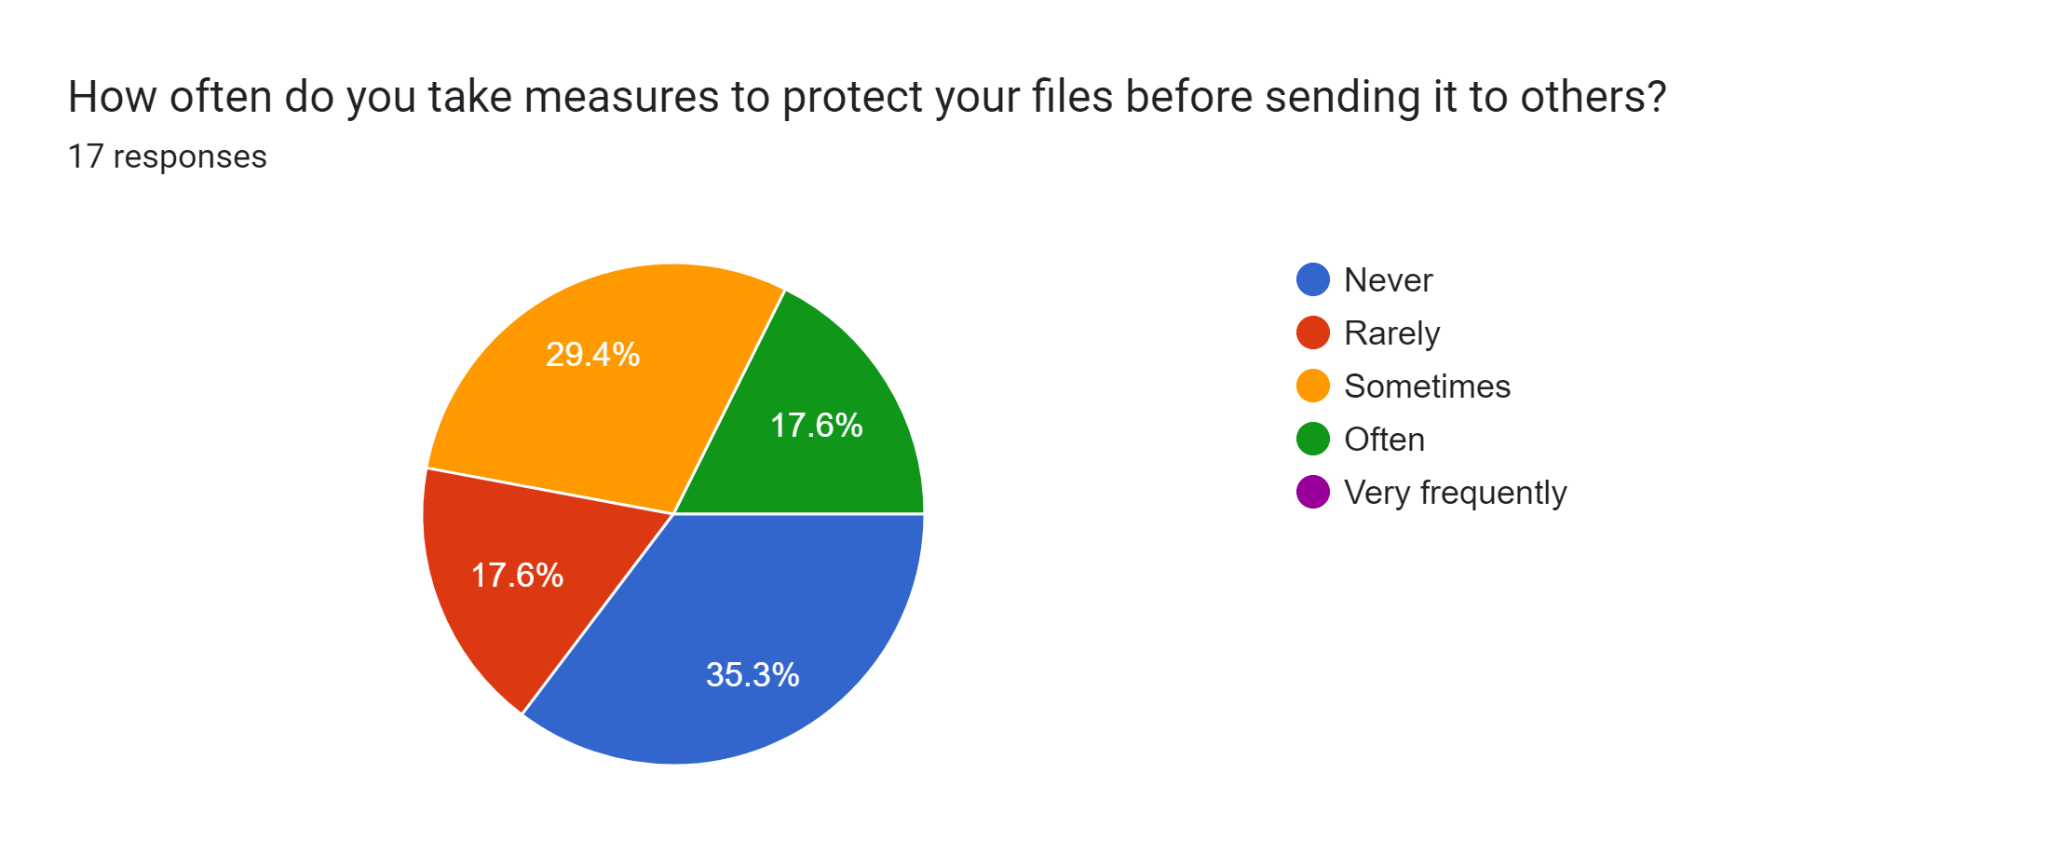 How often do you take measures to protect your files before sending it to others?
17 responses
29.4%
17.6%
17.6%
35.3%
Never
Rarely
Sometimes
Often
Very frequently